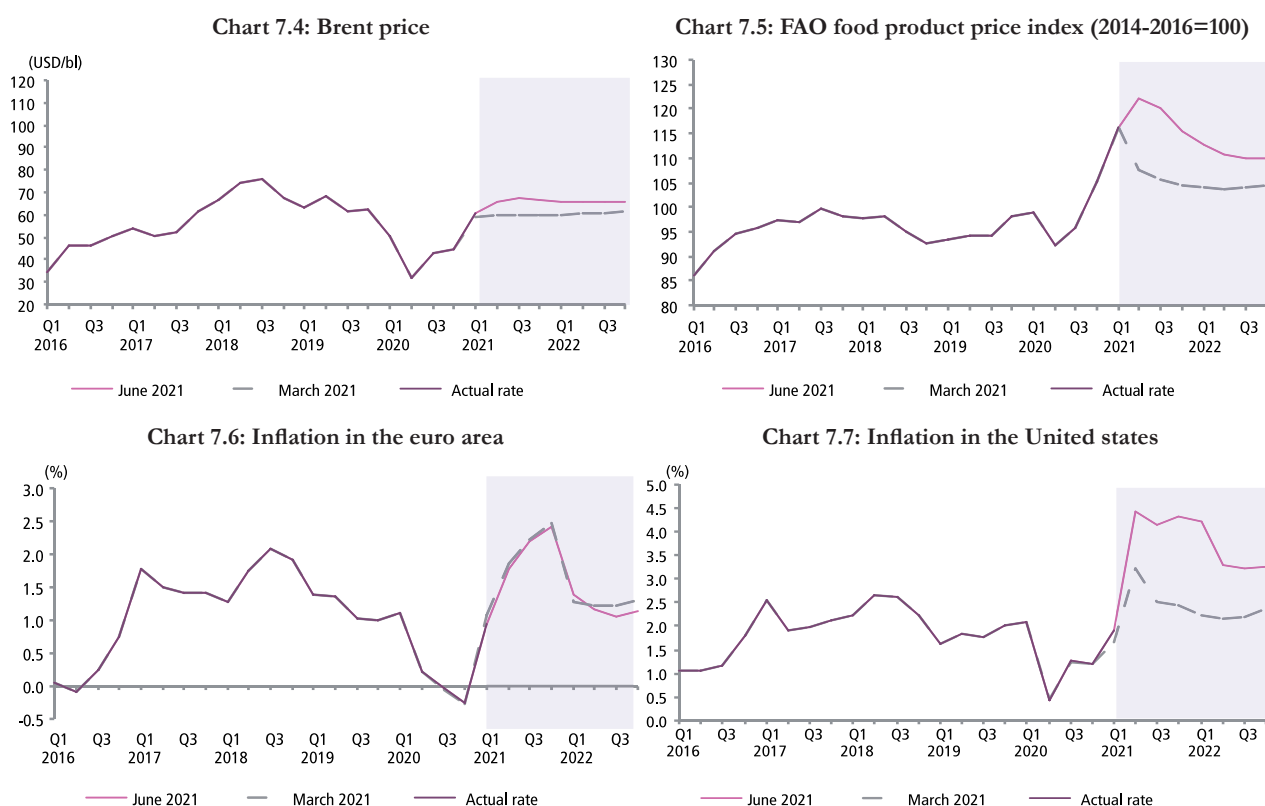 Chart 7.4: Brent price
(USD/bl)
120
110
100
90
80
70
60
50
40
30
20
Q1 Q3 Q1 Q3 Q1 Q3 Q1 Q3 Q1 Q3 Q1 Q3 Q1 Q3
2016 2017 2018 2019 2020 2021 2022
June 2021 March 2021 Actual rate
Chart 7.5: FAO food product price index (2014-2016=100)
130
125
120
115
110
105
100
95
90
85
80
Q1 Q3 Q1 Q3 Q1 Q3 Q1 Q3 Q1 Q3 Q1 Q3 Q1 Q3
2016 2017 2018 2019 2020 2021 2022
June 2021 March 2021 Actual rate
Chart 7.6: Inflation in the euro area
(%)
3.0
2.5
2.0
1.5
1.0
0.5
0.0
-0.5
Q1 Q3 Q1 Q3 Q1 Q3 Q1 Q3 Q1 Q3 Q1 Q3 Q1 Q3
2016 2017 2018 2019 2020 2021 2022
June 2021 March 2021 Actual rate
Chart 7.7: Inflation in the United states
(%)
5.0
4.5
4.0
3.5
3.0
2.5
2.0
1.5
1.0
0.5
0.0
Q1 Q3 Q1 Q3 Q1 Q3 Q1 Q3 Q1 Q3 Q1 Q3 Q1 Q3
2016 2017 2018 2019 2020 2021 2022
June 2021 March 2021 Actual rate